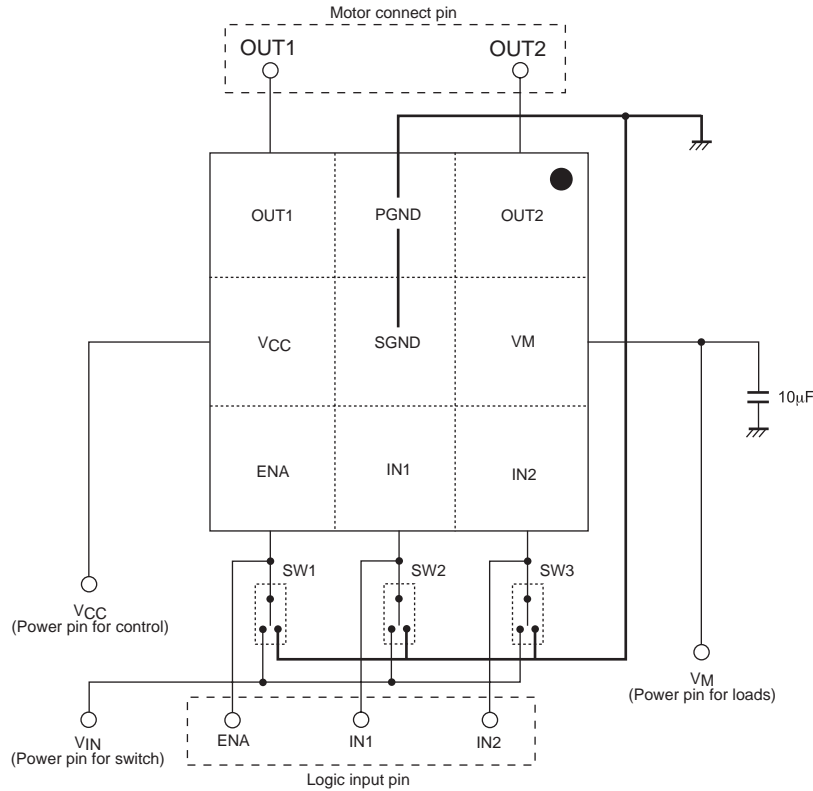 Motor connect pin
OUT1
OUT2
OUT1
PGND
OUT2
VCC
SGND
VM
10µF
ENA
IN1
IN2
SW1
SW2
SW3
VCC
(Power pin for control)
VM
(Power pin for loads)
VIN
(Power pin for switch)
ENA
IN1
IN2
Logic input pin